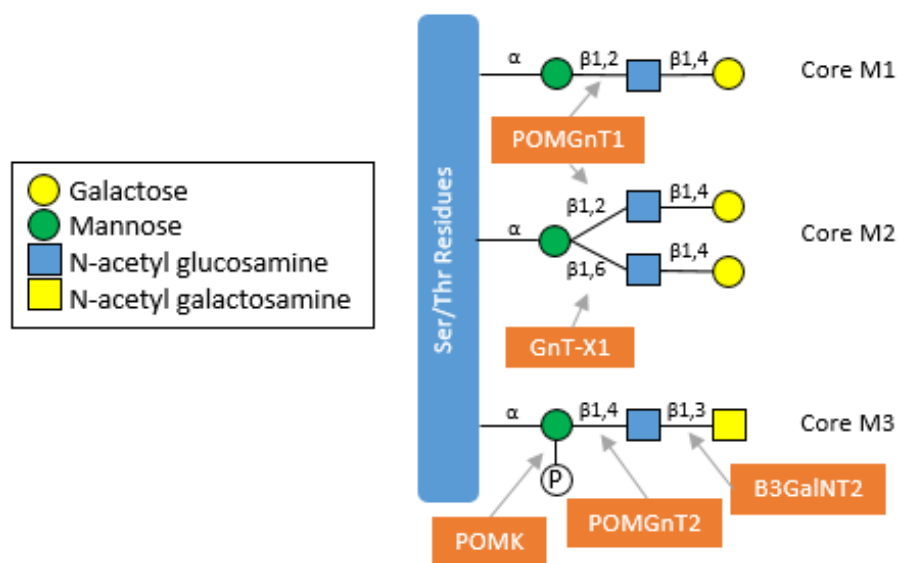 α β1,2 β1,4 Core M1
POMGnT1
Galactose
Mannose
N-acetyl glucosamine
N-acetyl galactosamine
Ser/Thr Residues
β1,4
β1,2
α β1,4 Core M2
β1,6
GnT-X1
α β1,4 β1,3 Core M3
P
B3GalNT2
POMK POMGnT2